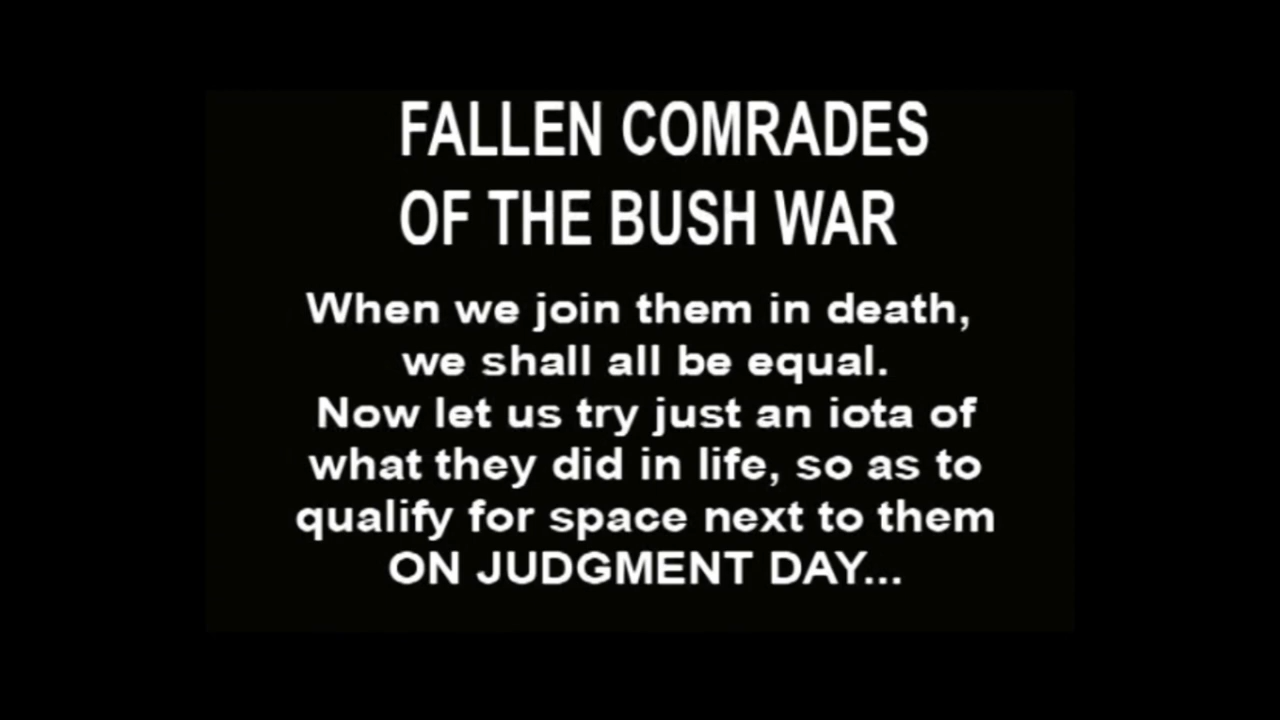 FALLEN COMRADES
OF THE BUSH WAR
When we join them in death,
we shall all be equal.
Now let us try just an iota of
what they did in life, so as to
qualify for space next to them
ON JUDGMENT DAY...